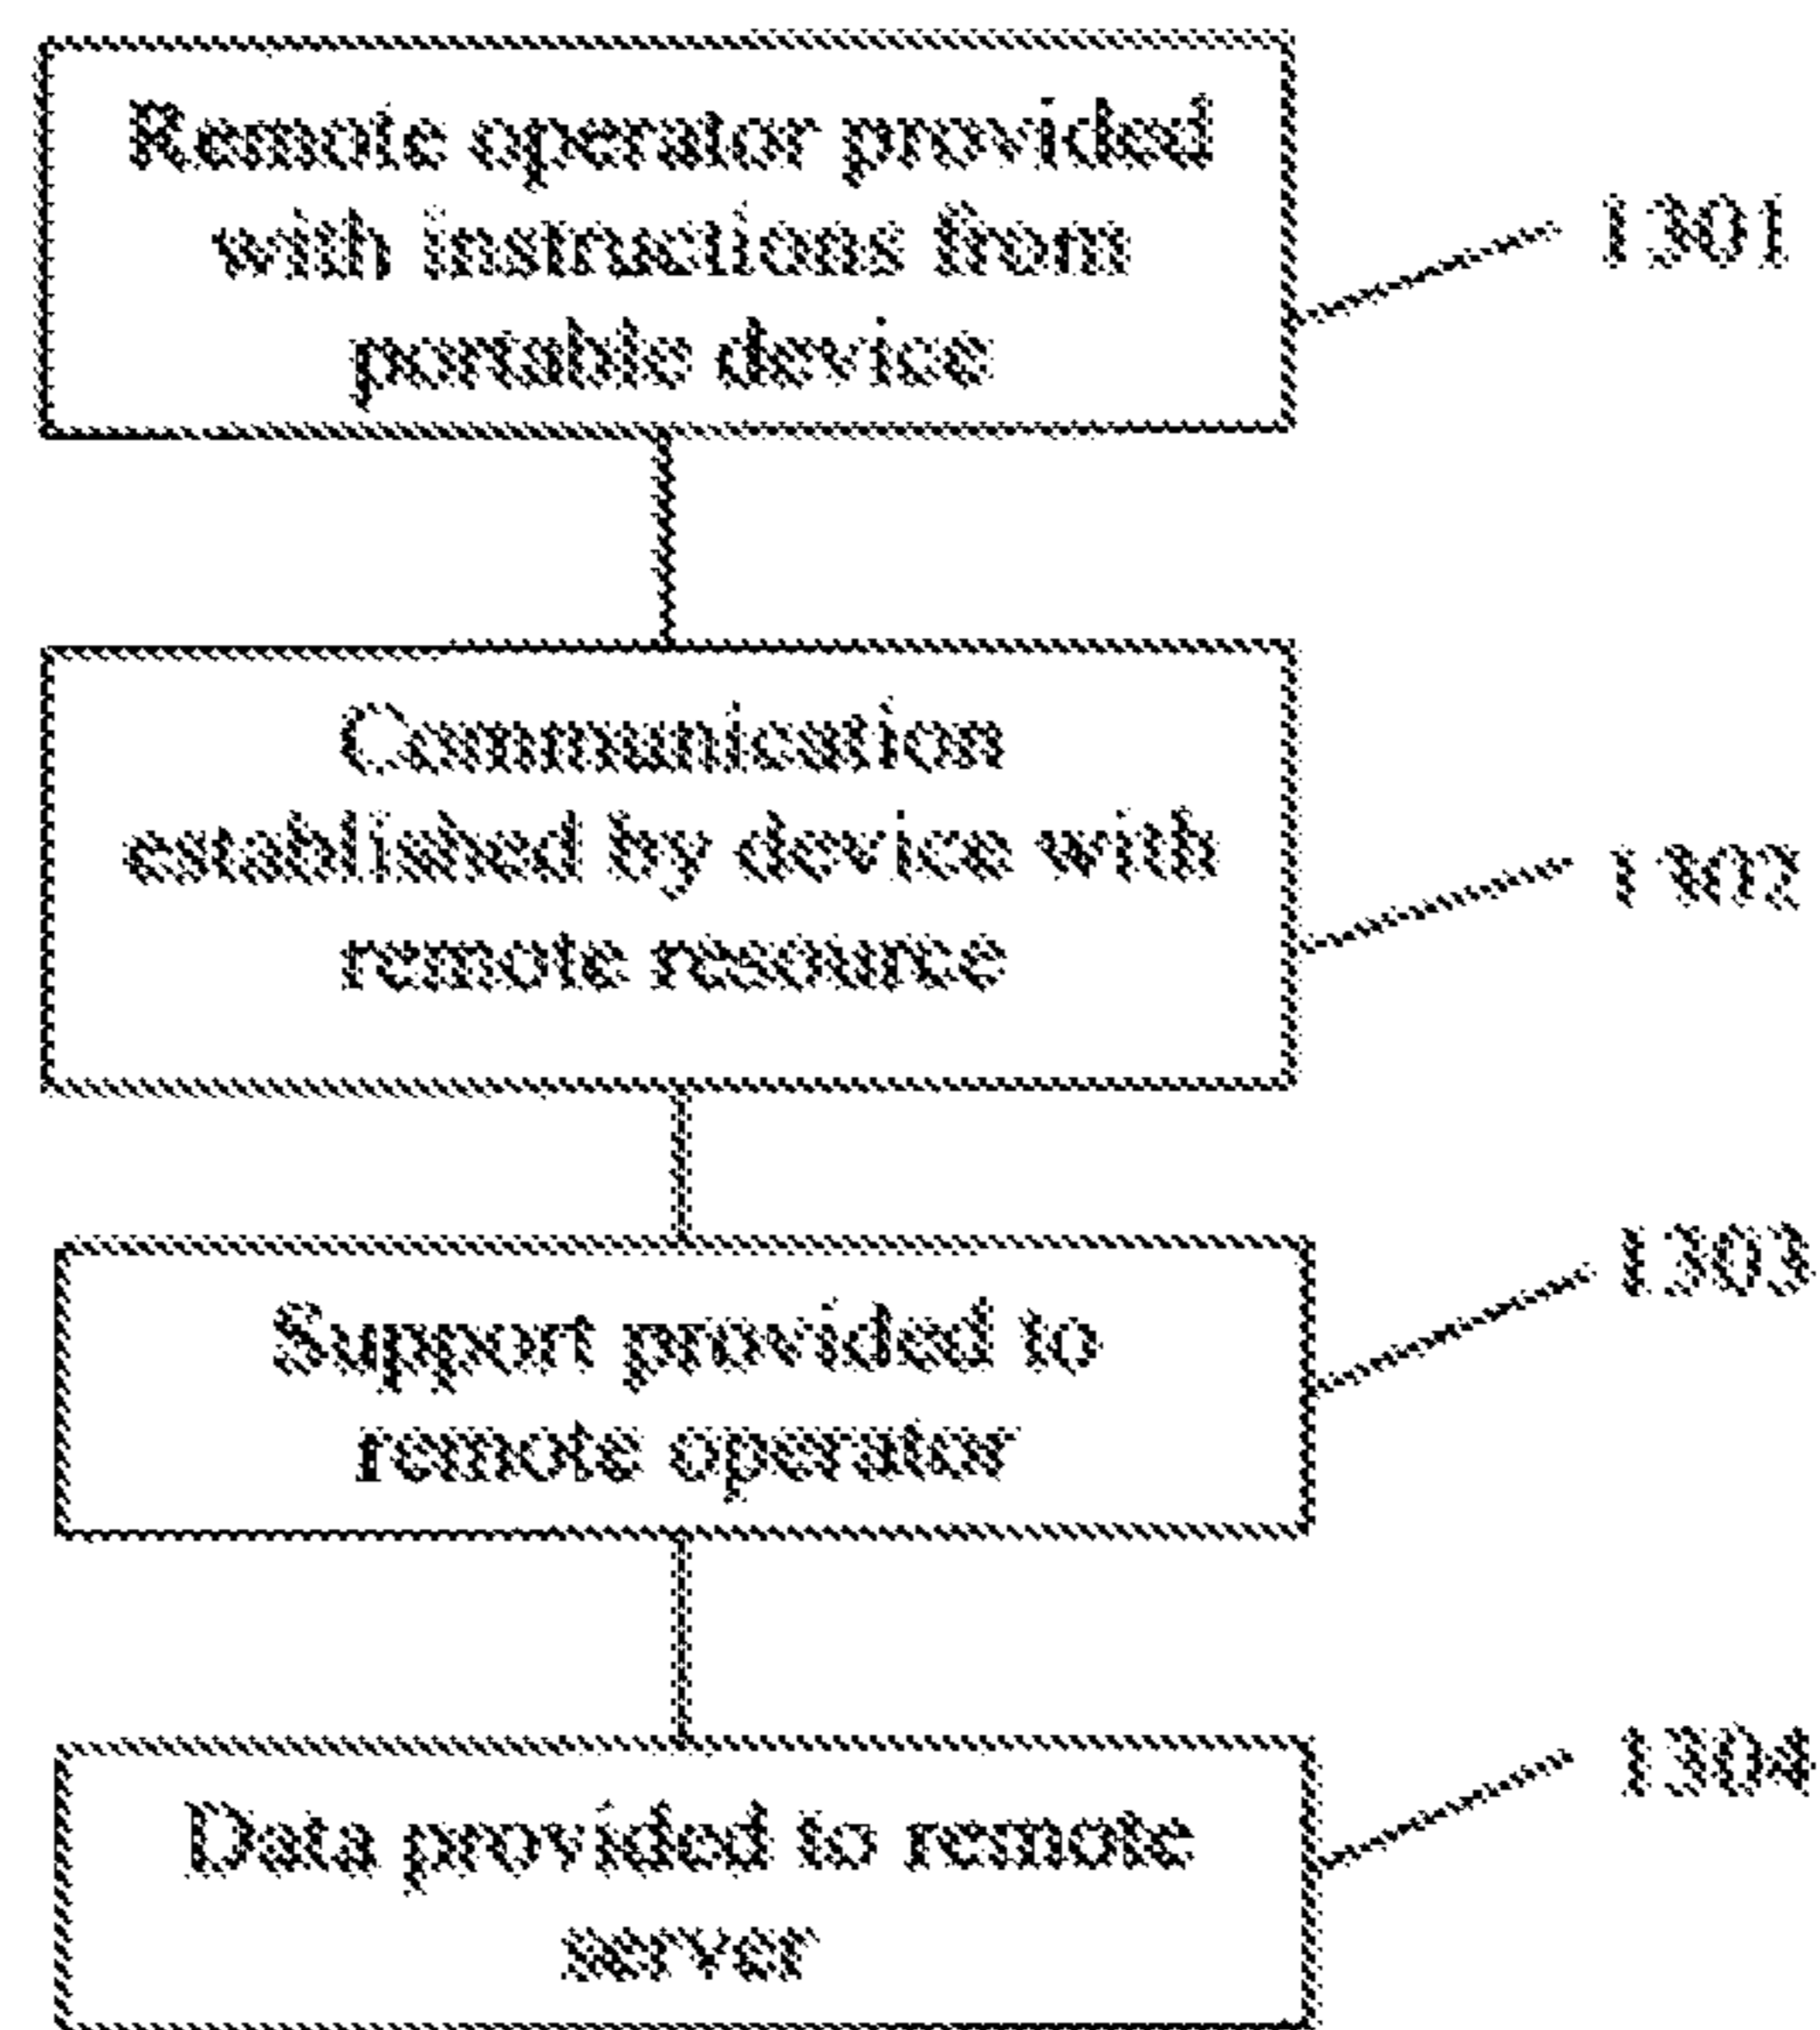 Remote operator provided
with instructions from
portable device
1301
Communication
established by device with
remote resource
1302
Support provided to
remote operator
1303
Data provided to remote
server
1304